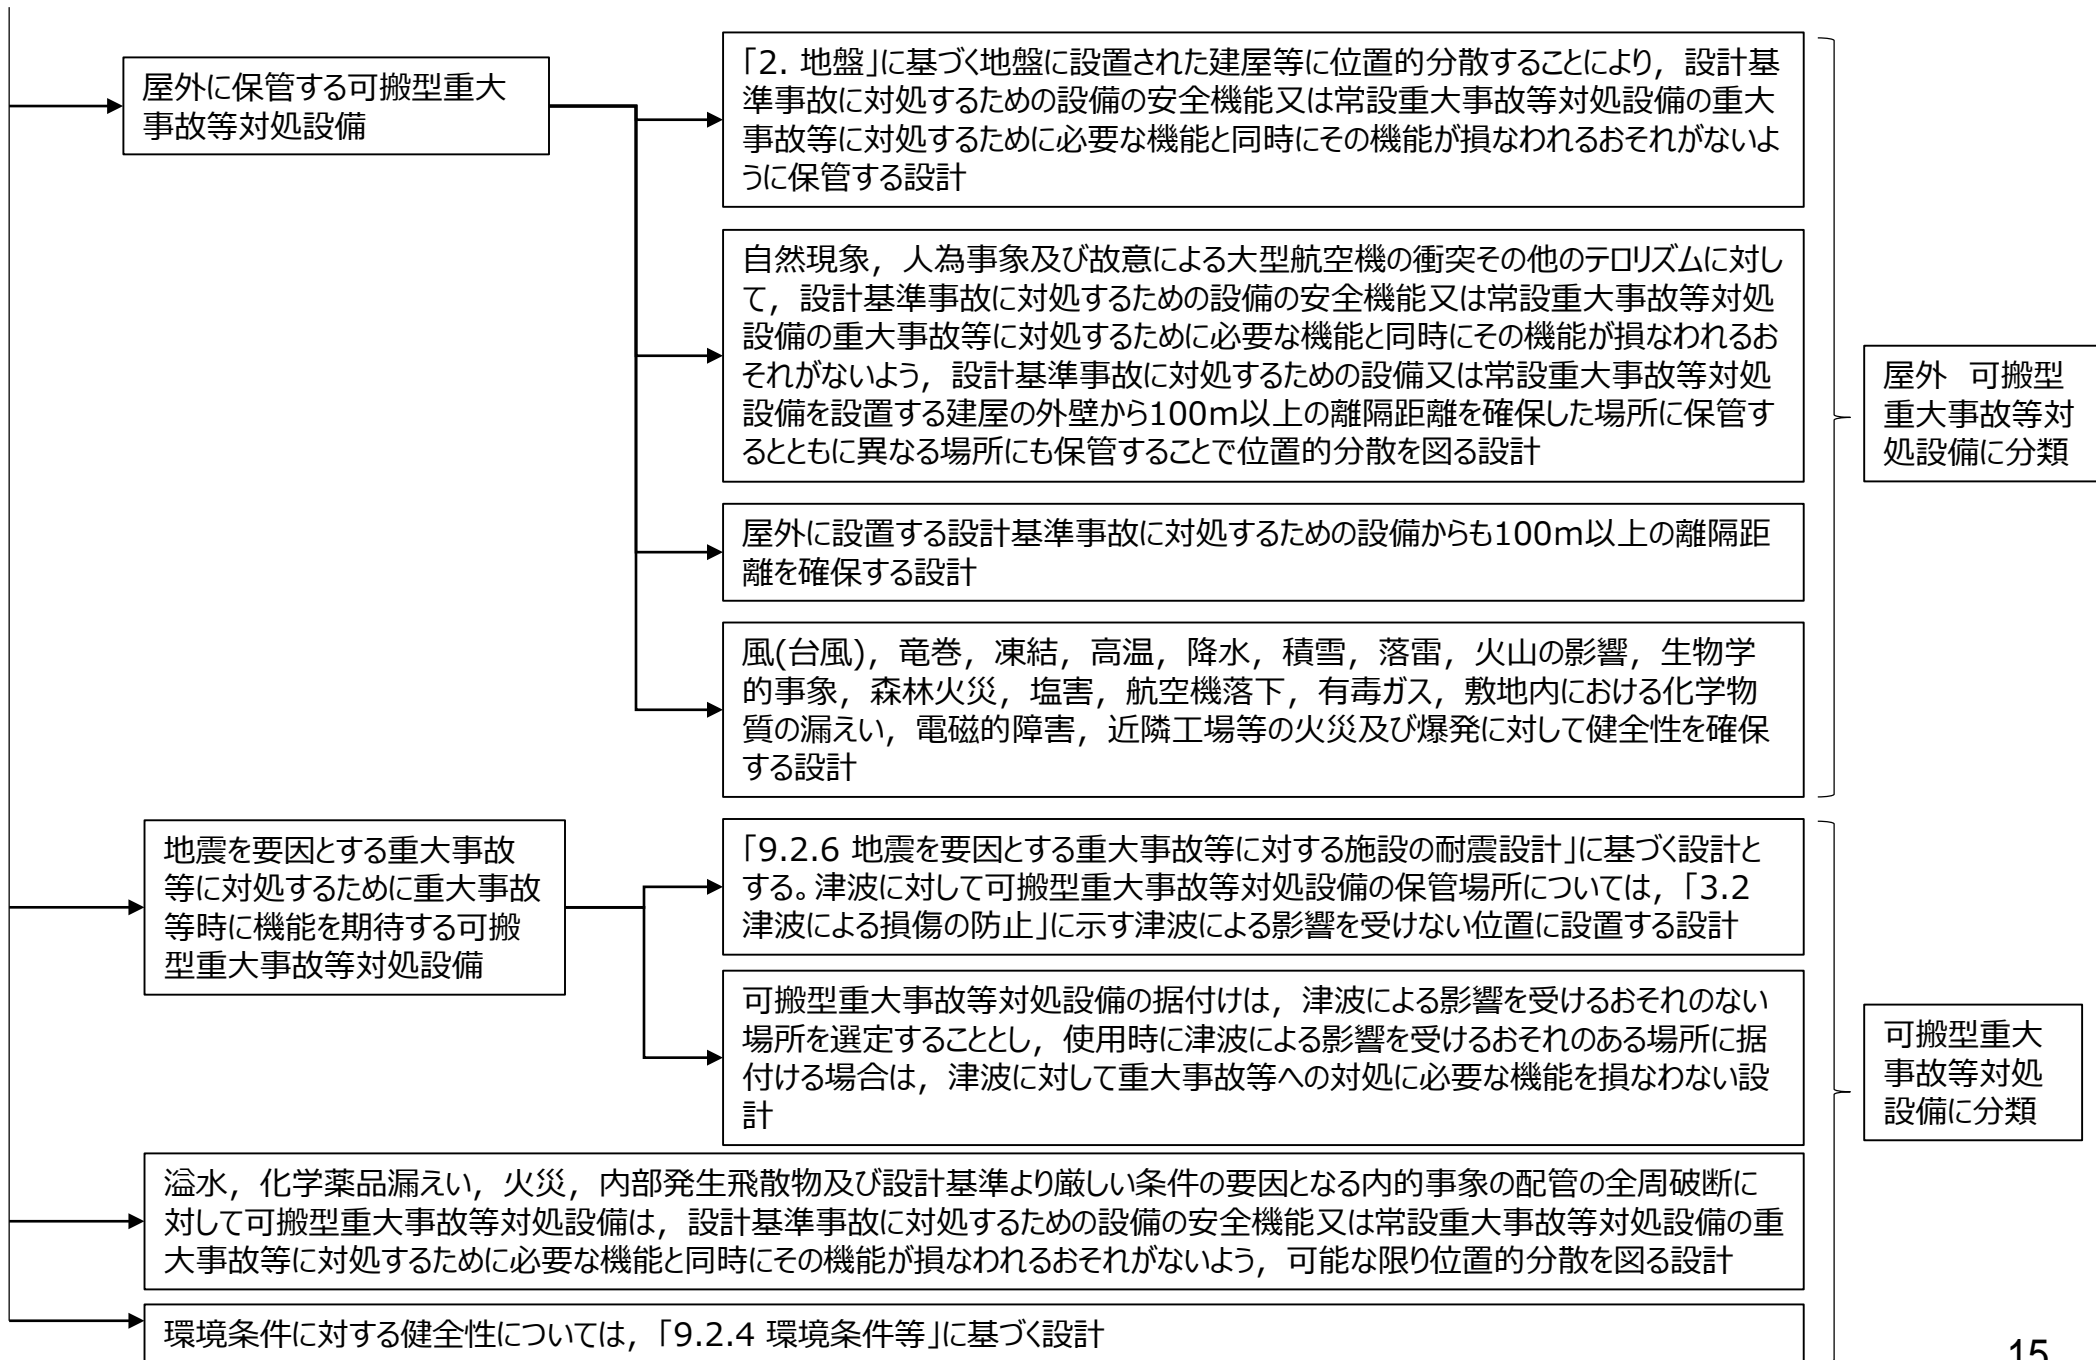 屋外に保管する可搬型重大
事故等対処設備
「2. 地盤」に基づく地盤に設置された建屋等に位置的分散することにより，設計基
準事故に対処するための設備の安全機能又は常設重大事故等対処設備の重大
事故等に対処するために必要な機能と同時にその機能が損なわれるおそれがないよ
うに保管する設計
自然現象，人為事象及び故意による大型航空機の衝突その他のテロリズムに対し
て，設計基準事故に対処するための設備の安全機能又は常設重大事故等対処
設備の重大事故等に対処するために必要な機能と同時にその機能が損なわれるお
それがないよう，設計基準事故に対処するための設備又は常設重大事故等対処
設備を設置する建屋の外壁から100m以上の離隔距離を確保した場所に保管す
るとともに異なる場所にも保管することで位置的分散を図る設計
屋外に設置する設計基準事故に対処するための設備からも100m以上の離隔距
離を確保する設計
風(台風)，竜巻，凍結，高温，降水，積雪，落雷，火山の影響，生物学
的事象，森林火災，塩害，航空機落下，有毒ガス，敷地内における化学物
質の漏えい，電磁的障害，近隣工場等の火災及び爆発に対して健全性を確保
する設計
屋外　可搬型
重大事故等対
処設備に分類
地震を要因とする重大事故
等に対処するために重大事故
等時に機能を期待する可搬
型重大事故等対処設備
「9.2.6 地震を要因とする重大事故等に対する施設の耐震設計」に基づく設計と
する。津波に対して可搬型重大事故等対処設備の保管場所については，「3.2
津波による損傷の防止」に示す津波による影響を受けない位置に設置する設計
可搬型重大事故等対処設備の据付けは，津波による影響を受けるおそれのない
場所を選定することとし，使用時に津波による影響を受けるおそれのある場所に据
付ける場合は，津波に対して重大事故等への対処に必要な機能を損なわない設
計
溢水，化学薬品漏えい，火災，内部発生飛散物及び設計基準より厳しい条件の要因となる内的事象の配管の全周破断に
対して可搬型重大事故等対処設備は，設計基準事故に対処するための設備の安全機能又は常設重大事故等対処設備の重
大事故等に対処するために必要な機能と同時にその機能が損なわれるおそれがないよう，可能な限り位置的分散を図る設計
環境条件に対する健全性については，「9.2.4 環境条件等」に基づく設計
可搬型重大
事故等対処
設備に分類
15